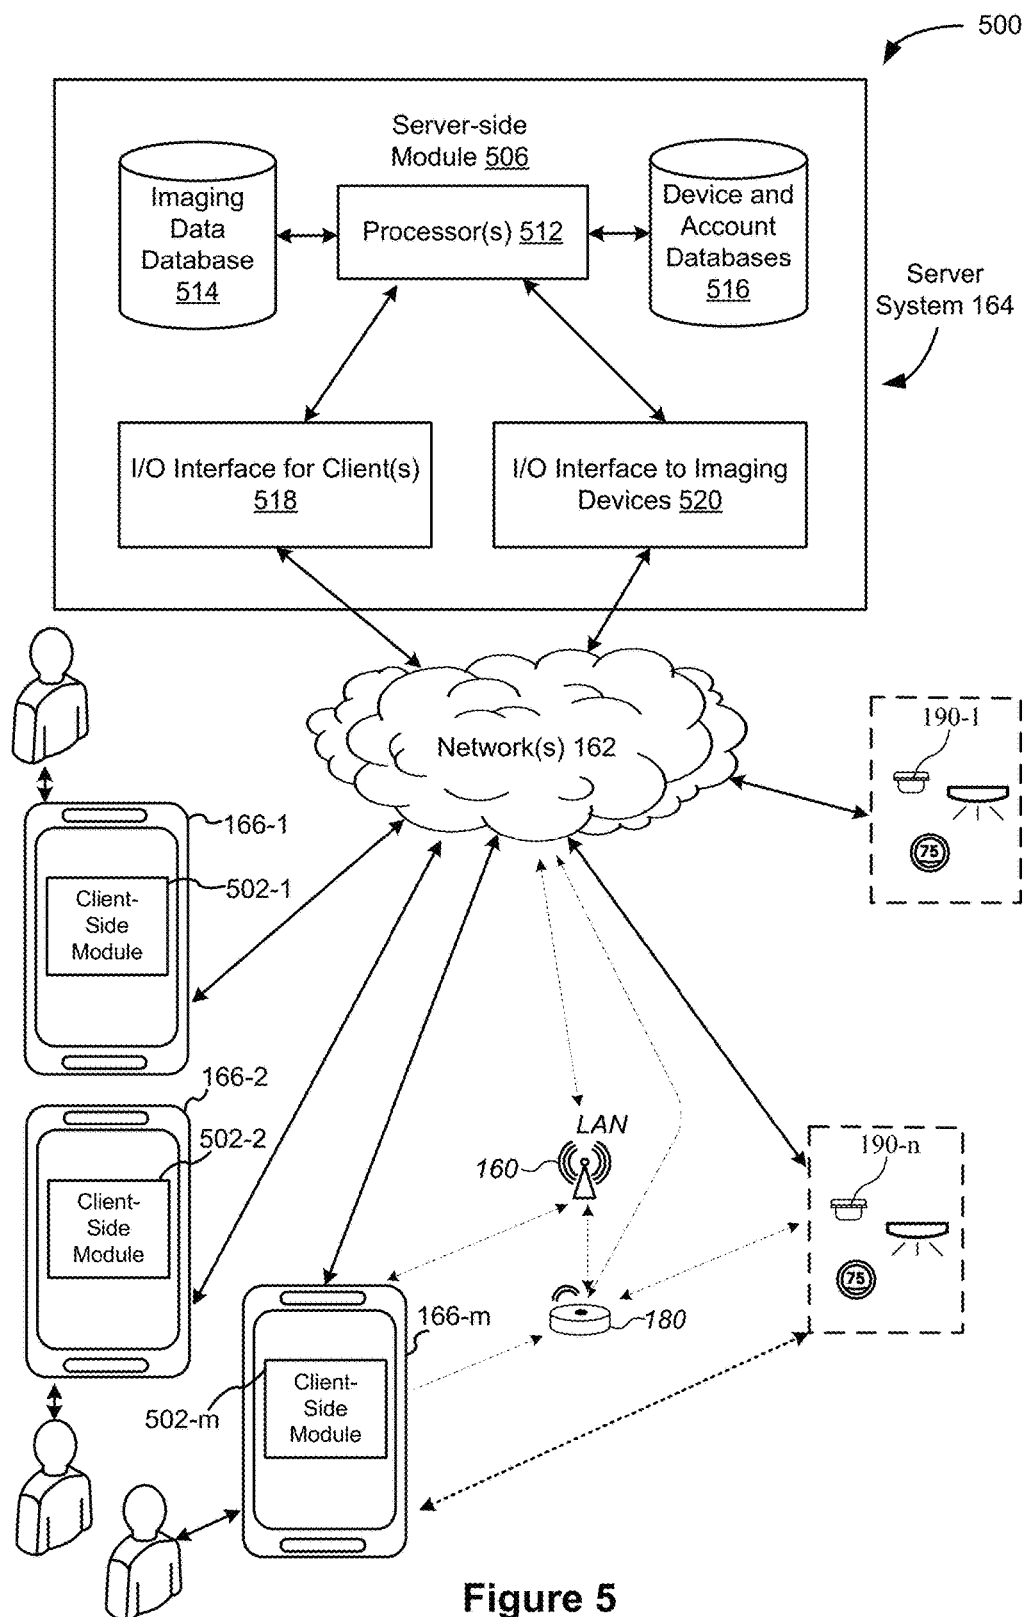 500
Server-side
Module 506
Imaging
Data
Database
514
Processor(s) 512
Device and
Account
Databases
516
Server
System 164
I/O Interface for Client(s)
518
I/O Interface to Imaging
Devices 520
Network(s) 162
190-1
75
166-1
502-1
Client-
Side
Module
166-2
502-2
Client-
Side
Module
LAN
160
190-n
75
180
166-m
502-m
Client-
Side
Module
Figure 5